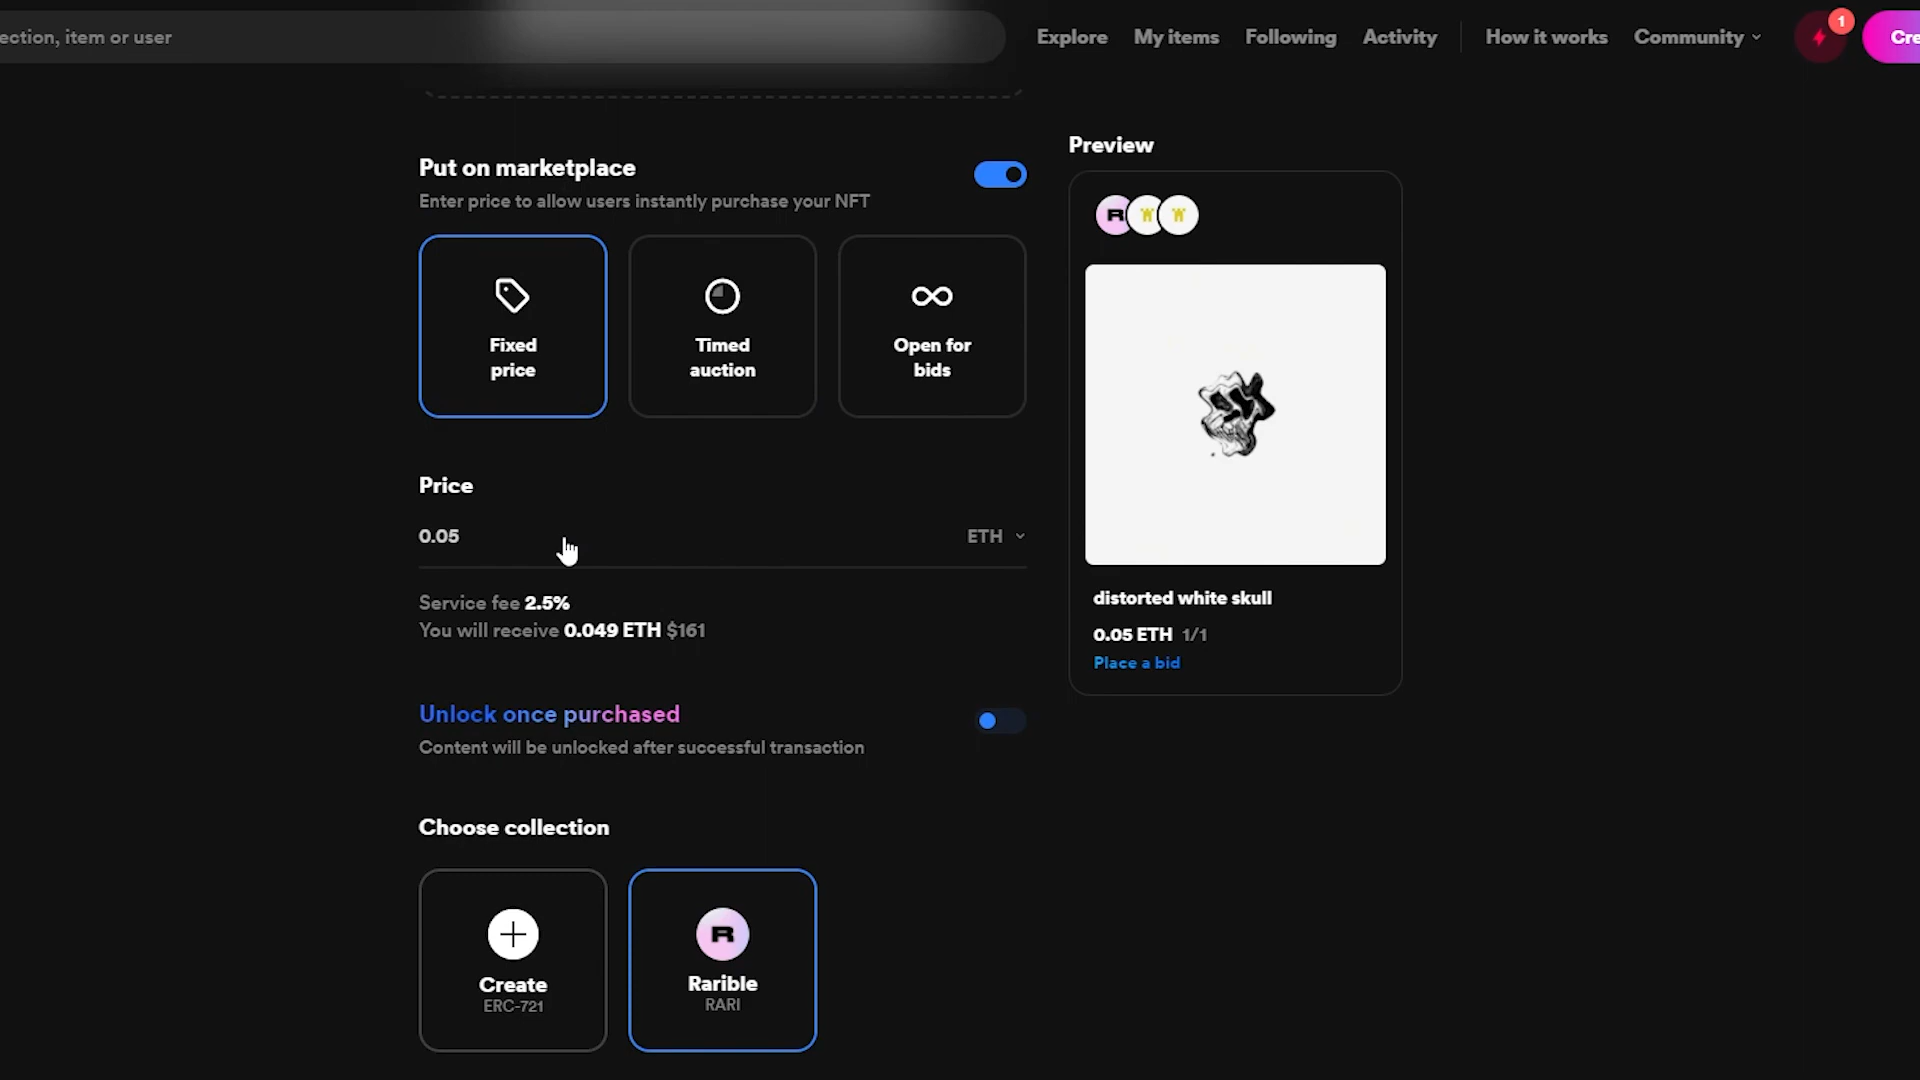 ection, item or user
Explore My items Following Activity How it works Community 1 Cre
Put on marketplace
Enter price to allow users instantly purchase your NFT
Fixed
price
Timed
auction
Open for
bids
Price
0.05 ETH
Service fee 2.5%
You will receive 0.049 ETH $161
Unlock once purchased
Content will be unlocked after successful transaction
Choose collection
Create
ERC-721
R
Rarible
RARI
Preview
R
distorted white skull
0.05 ETH 1/1
Place a bid